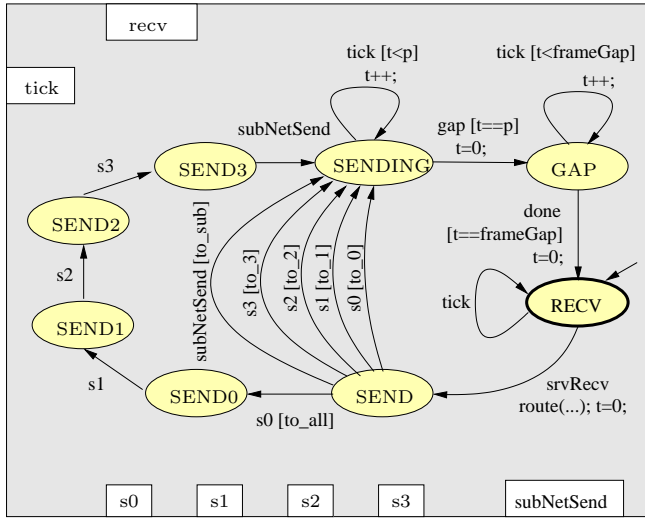 recv
tick
tick [t<p]
t++;
tick [t<frameGap]
t++;
subNetSend
gap [t==p]
t=0;
s3
SEND3
SENDING
GAP
SEND2
done
[t==frameGap]
t=0;
s2
subNetSend [to_sub]
s3 [to_3]
s2 [to_2]
s1 [to_1]
s0 [to_0]
tick
RECV
SEND1
s1
SEND0
SEND
s0 [to_all]
srvRecv
route(...); t=0;
s0
s1
s2
s3
subNetSend